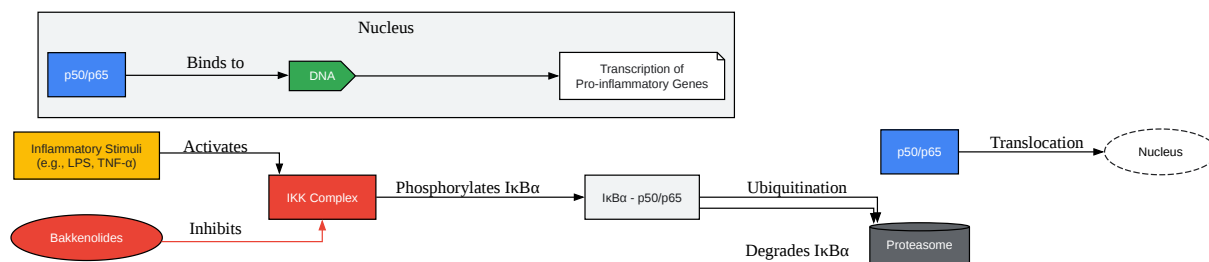 Nucleus
p50/p65
Binds to
DNA
Transcription of
Pro-inflammatory Genes
Inflammatory Stimuli
(e.g., LPS, TNF-α)
Activates
p50/p65
Translocation
Nucleus
IKK Complex
Phosphorylates IκBα
IκBα - p50/p65
Ubiquitination
Bakkenolides
Inhibits
Degrades IκBα
Proteasome